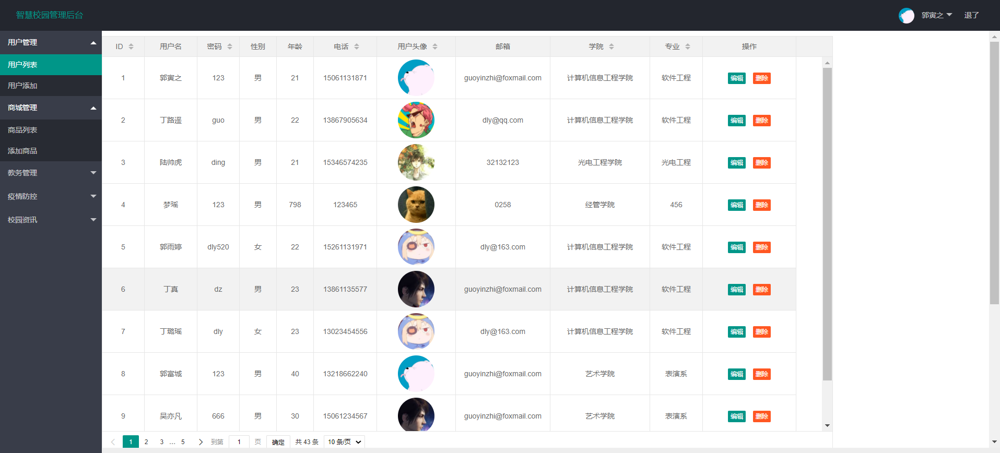 智慧校园管理后台
郭寅之 退了
用户管理
用户列表
用户添加
商城管理
商品列表
添加商品
教务管理
疫情防控
校园资讯
ID 用户名 密码 性别 年龄 电话 用户头像 邮箱 学院 专业 操作
1 郭寅之 123 男 21 15061131871 guoyinzhi@foxmail.com 计算机信息工程学院 软件工程 编辑 删除
2 丁路遥 guo 男 22 13867905634 dly@qq.com 计算机信息工程学院 软件工程 编辑 删除
3 陆帅虎 ding 男 21 15346574235 32132123 光电工程学院 光电工程 编辑 删除
4 梦瑶 123 男 798 123465 0258 经管学院 456 编辑 删除
5 郭雨婷 dly520 女 22 15261131971 dly@163.com 计算机信息工程学院 软件工程 编辑 删除
6 丁真 dz 男 23 13861135577 guoyinzhi@foxmail.com 计算机信息工程学院 软件工程 编辑 删除
7 丁璐瑶 dly 女 23 13023454556 dly@163.com 计算机信息工程学院 软件工程 编辑 删除
8 郭富城 123 男 40 13218662240 guoyinzhi@foxmail.com 艺术学院 表演系 编辑 删除
9 吴亦凡 666 男 30 15061234567 guoyinzhi@foxmail.com 艺术学院 表演系 编辑 删除
1 2 3 … 5 到第 1 页 确定 共 43 条 10 条/页